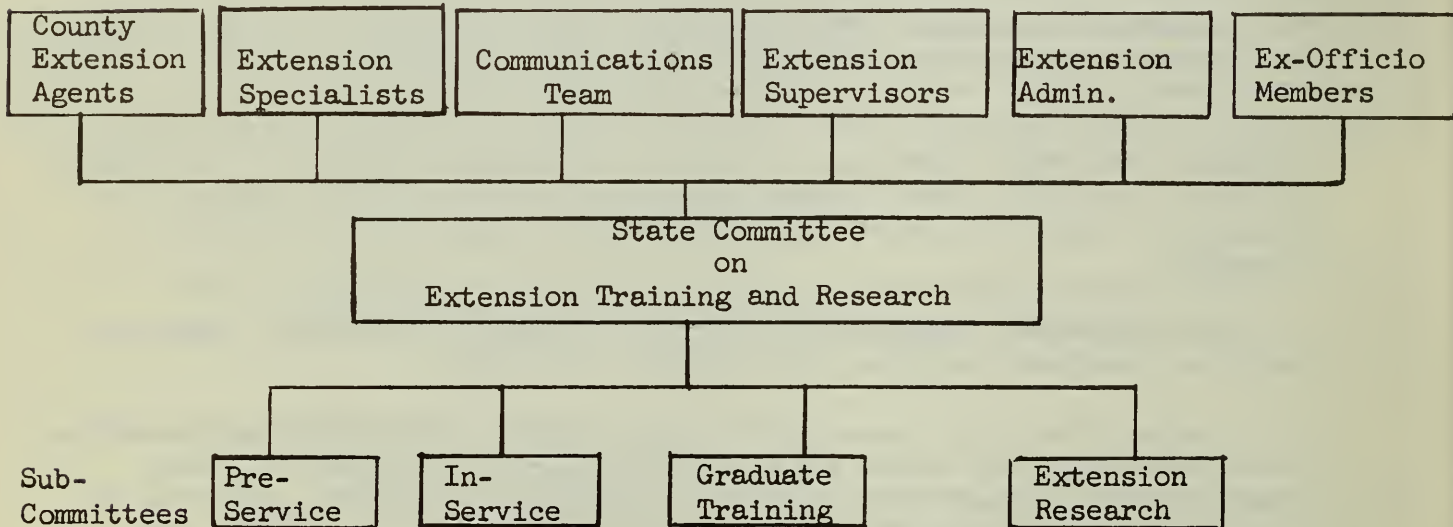 County
Extension
Agents
Extension
Specialists
Communications
Team
Extension
Supervisors
Extension
Admin.
Ex-Officio
Members
State Committee
on
Extension Training and Research
Sub-
Committees
Pre-
Service
In-
Service
Graduate
Training
Extension
Research